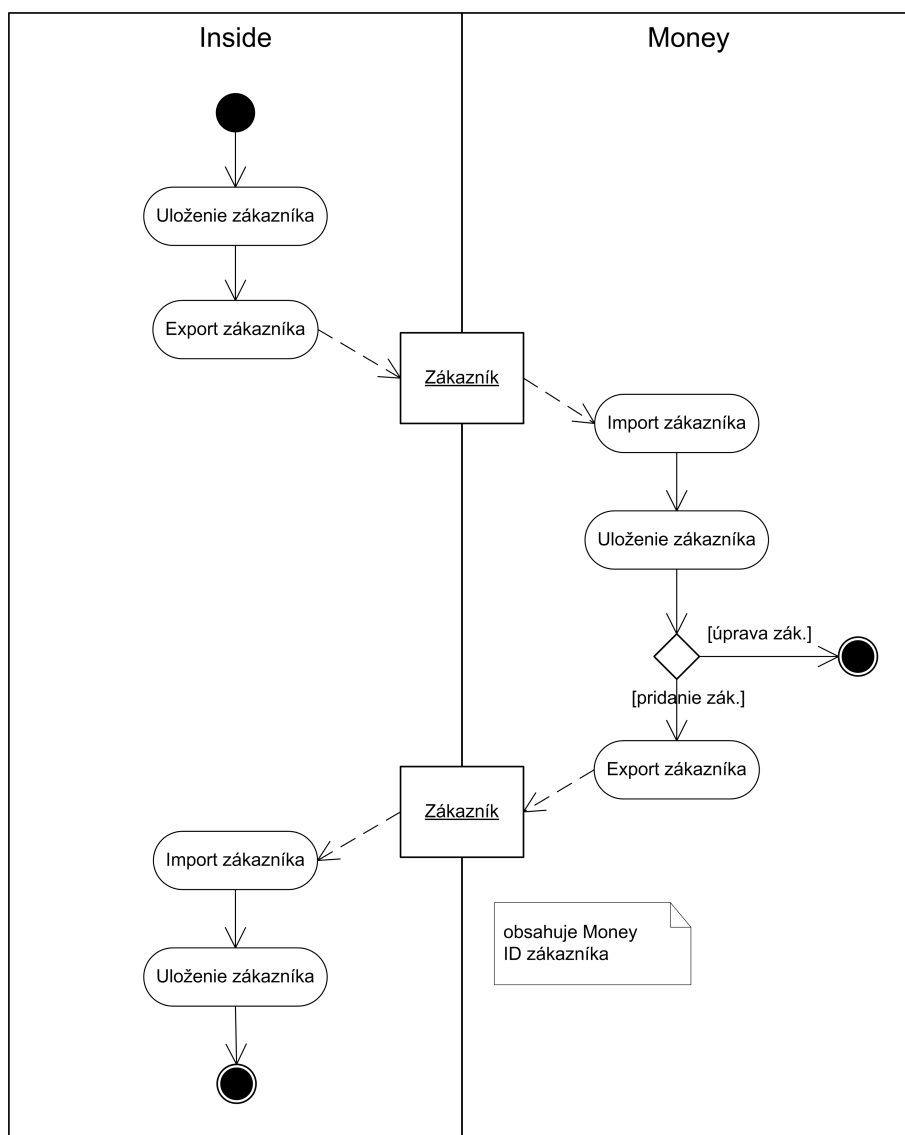 Inside
Money
Uloženie zákazníka
Export zákazníka
Zákazník
Import zákazníka
Uloženie zákazníka
[úprava zák.]
[pridanie zák.]
Export zákazníka
Zákazník
Import zákazníka
obsahuje Money
ID zákazníka
Uloženie zákazníka